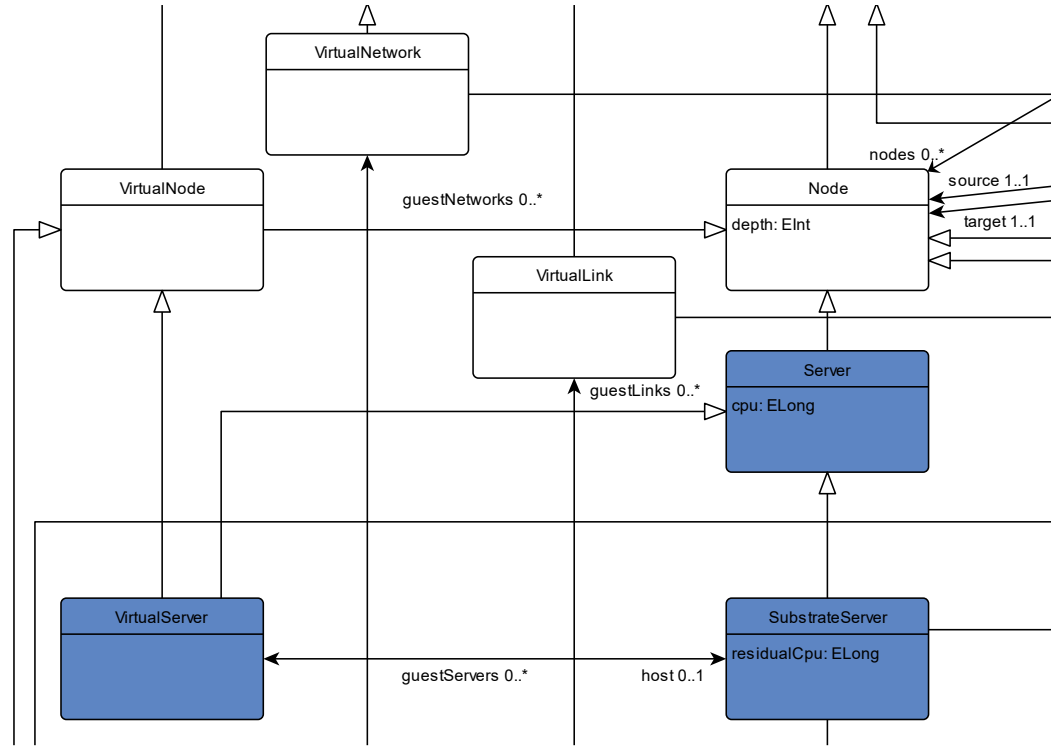 VirtualNetwork
nodes 0..*
VirtualNode
guestNetworks 0..*
Node
source 1..1
depth: EInt
target 1..1
VirtualLink
Server
guestLinks 0..*
cpu: ELong
VirtualServer
SubstrateServer
residualCpu: ELong
guestServers 0..*
host 0..1